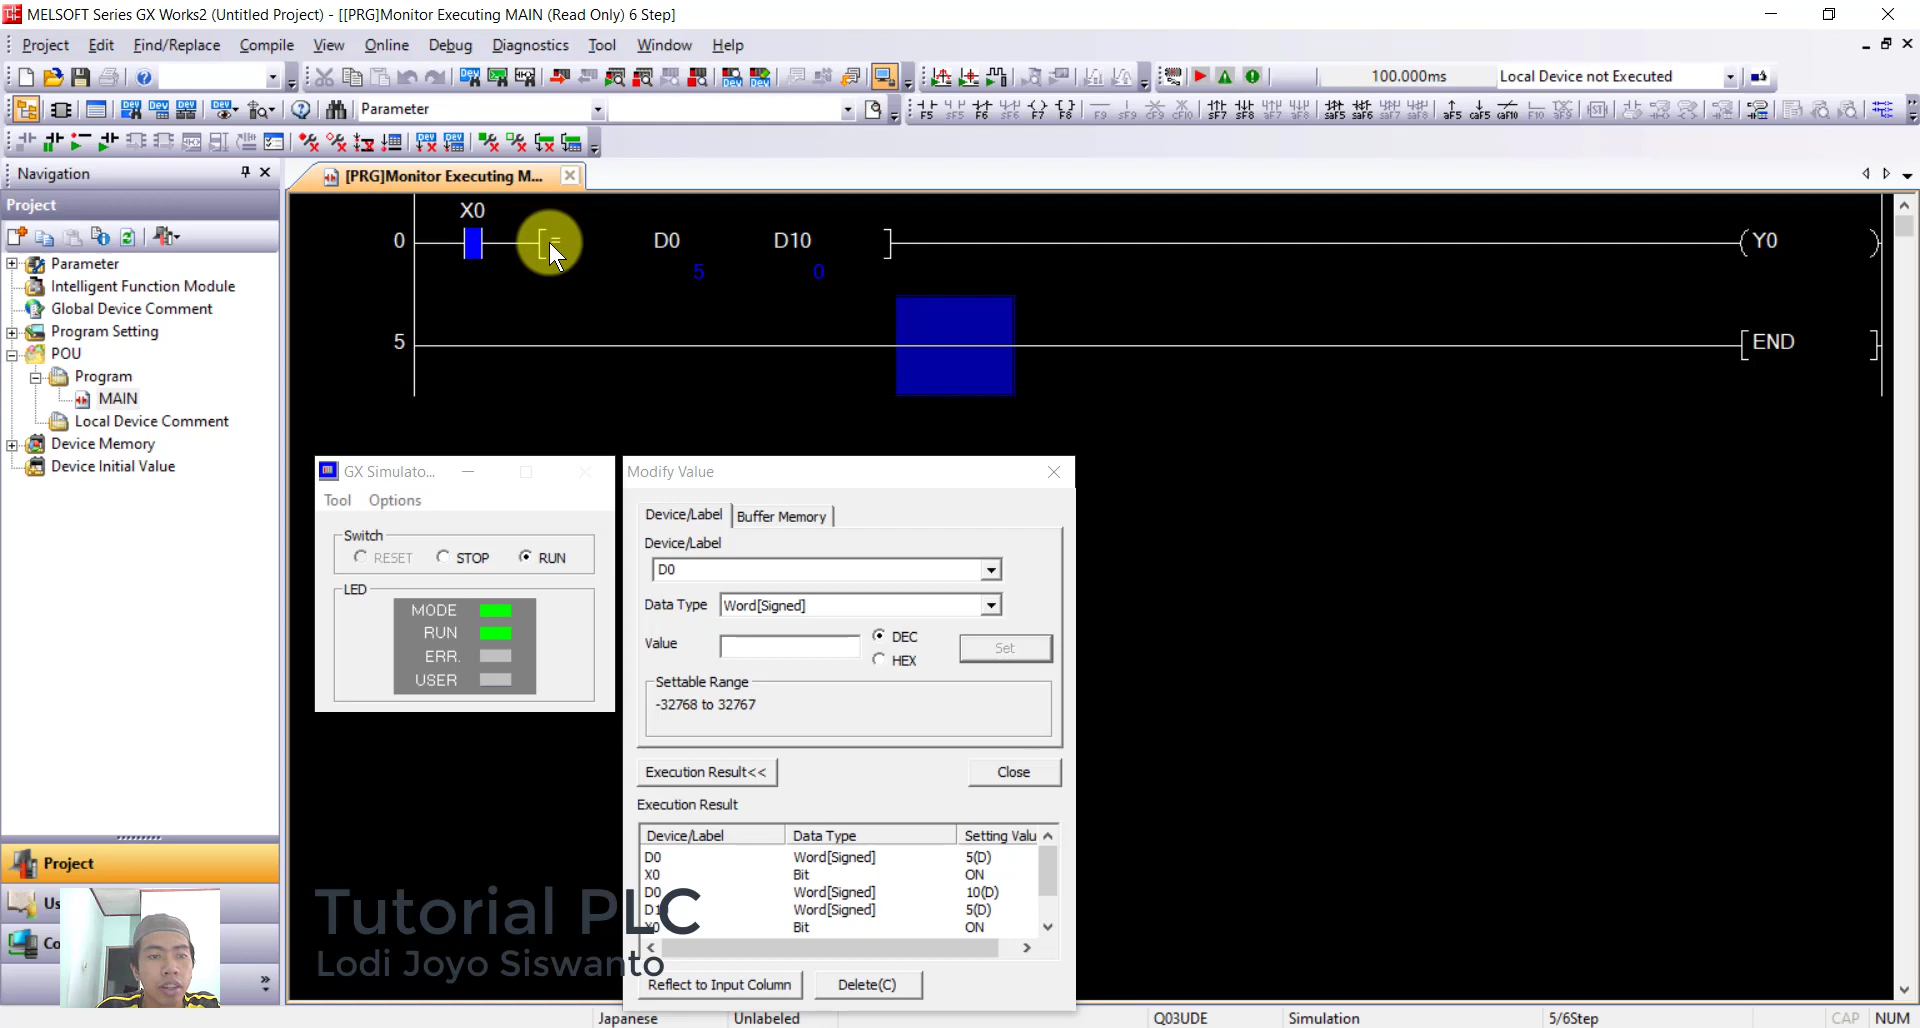 MELSOFT Series GX Works2 (Untitled Project) - [[PRG]Monitor Executing MAIN (Read Only) 6 Step]
Project Edit Find/Replace Compile View Online Debug Diagnostics Tool Window Help
100.000ms Local Device not Executed
Parameter
Navigation
[PRG]Monitor Executing M...
Project
Parameter
Intelligent Function Module
Global Device Comment
Program Setting
POU
Program
MAIN
Local Device Comment
Device Memory
Device Initial Value
X0
0 [= D0 D10 ] (Y0 )
5 0
5 [END ]
GX Simulato...
Tool Options
Switch
RESET STOP RUN
LED
MODE
RUN
ERR.
USER
Modify Value
Device/Label Buffer Memory
Device/Label
D0
Data Type Word[Signed]
Value DEC Set
HEX
Settable Range
-32768 to 32767
Execution Result<< Close
Execution Result
Device/Label Data Type Setting Valu
D0 Word[Signed] 5(D)
X0 Bit ON
D0 Word[Signed] 10(D)
D1 Word[Signed] 5(D)
X0 Bit ON
Reflect to Input Column Delete(C)
Project
Us
Co
Tutorial PLC
Lodi Joyo Siswanto
Japanese Unlabeled Q03UDE Simulation 5/6Step CAP NUM